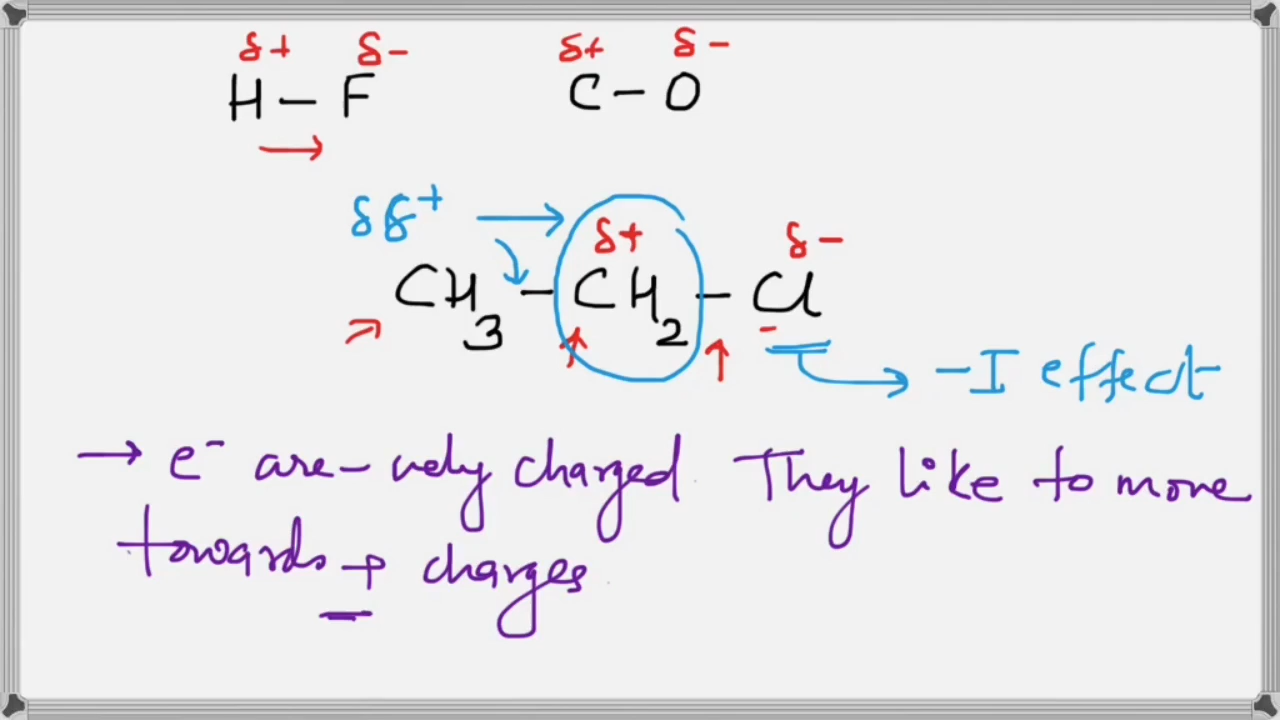 δ+ δ- δ+ δ-
H - F C - O
→
δδ+ → δ+ δ-
CH3 - CH2 - Cl
→ -I effect
→ e- are -vely charged. They like to move
towards + charges